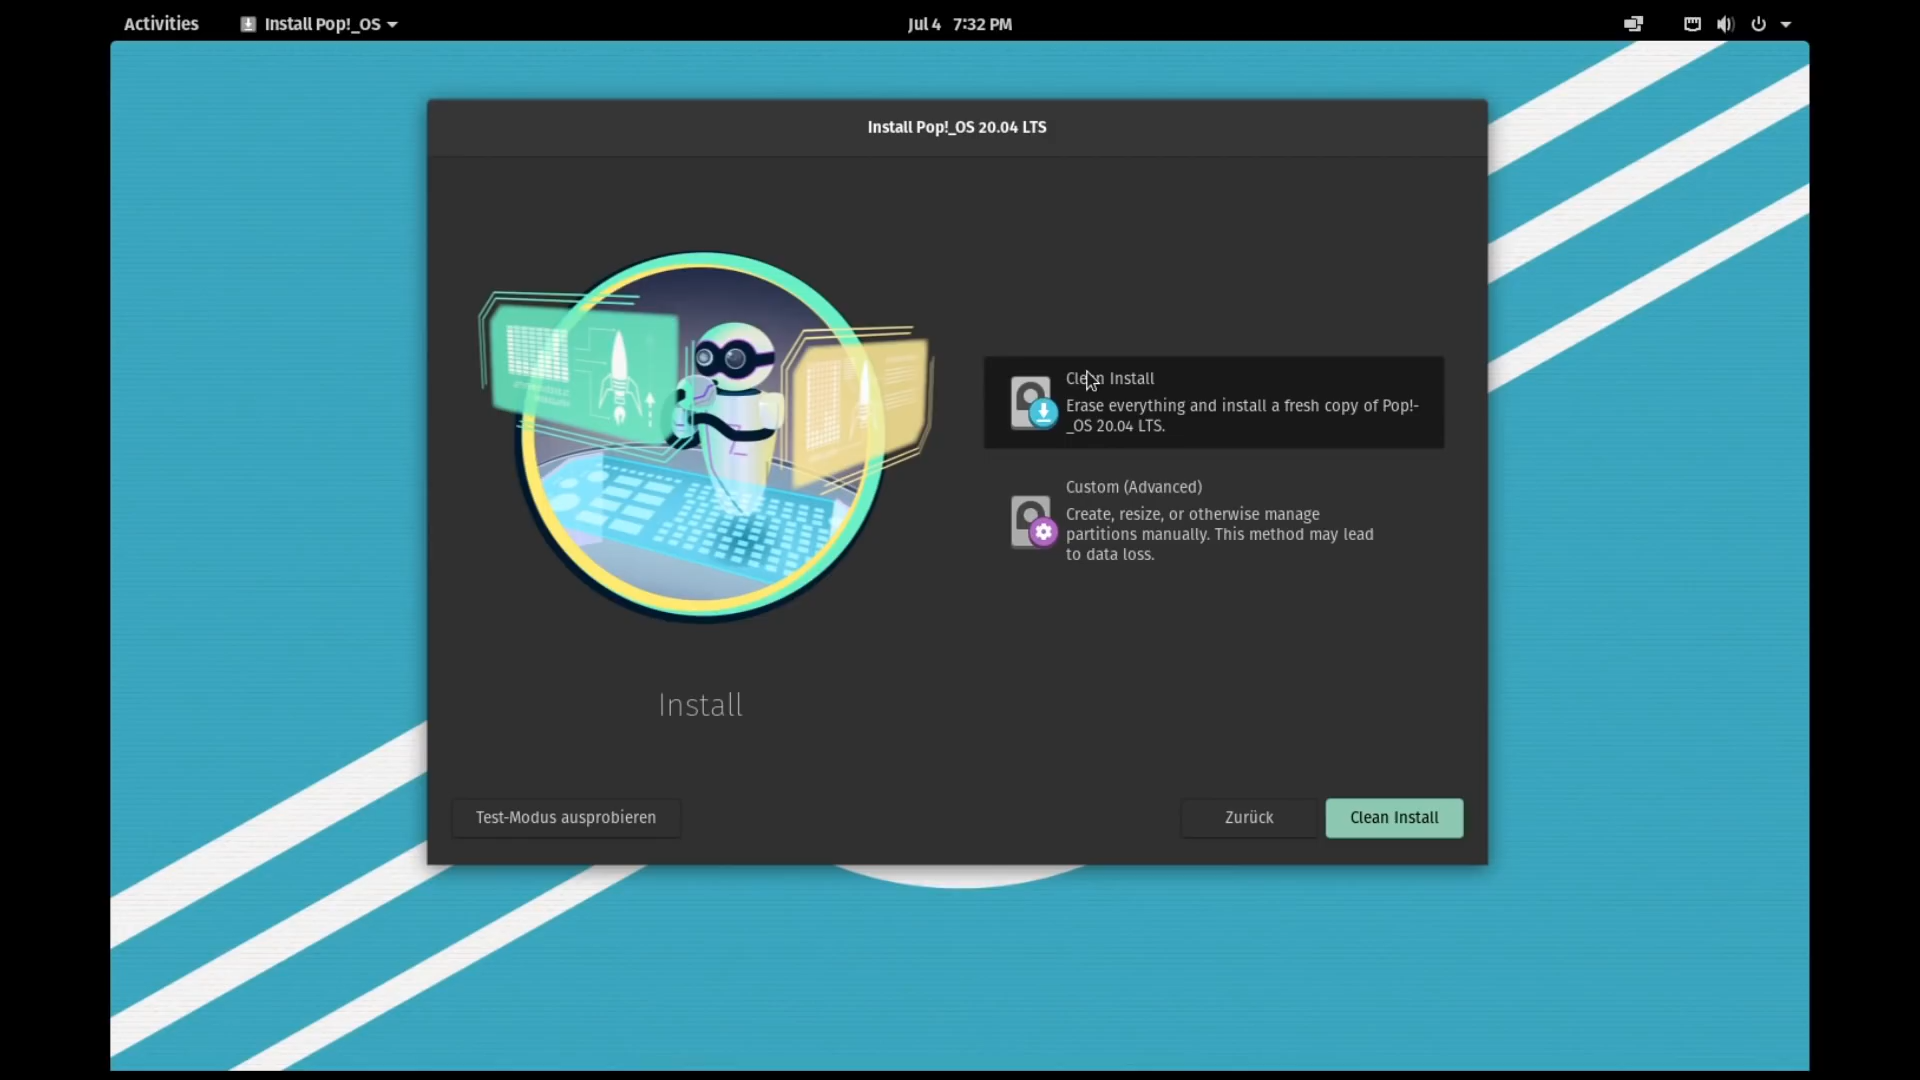 Activities
Install Pop!_OS
Jul 4 7:32 PM
Install Pop!_OS 20.04 LTS
Clean Install
Erase everything and install a fresh copy of Pop!-
_OS 20.04 LTS.
Custom (Advanced)
Create, resize, or otherwise manage
partitions manually. This method may lead
to data loss.
Install
Test-Modus ausprobieren
Zurück
Clean Install